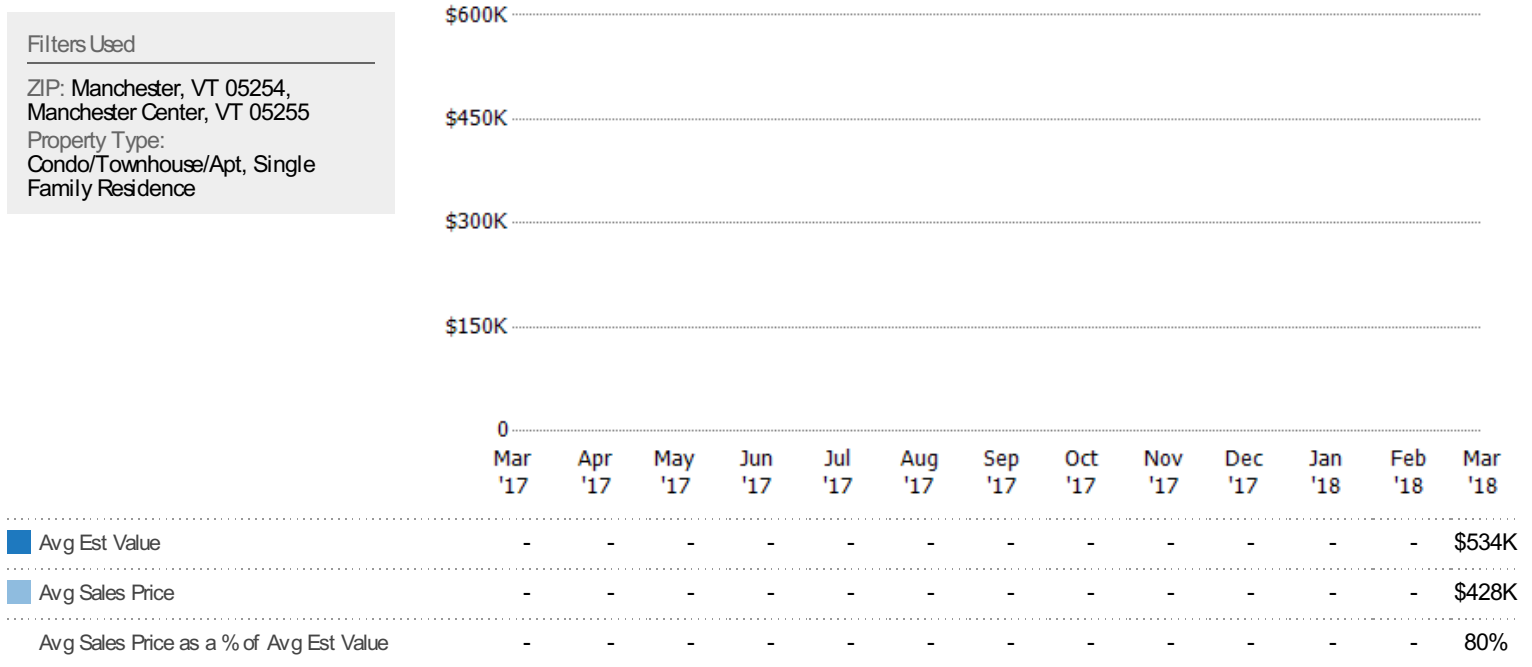 Filters Used
ZIP: Manchester, VT 05254,
Manchester Center, VT 05255
Property Type:
Condo/Townhouse/Apt, Single
Family Residence
$600K
$450K
$300K
$150K
0
Mar Apr May Jun Jul Aug Sep Oct Nov Dec Jan Feb Mar
'17 '17 '17 '17 '17 '17 '17 '17 '17 '17 '18 '18 '18
Avg Est Value - - - - - - - - - - - - $534K
Avg Sales Price - - - - - - - - - - - - $428K
Avg Sales Price as a % of Avg Est Value - - - - - - - - - - - - 80%